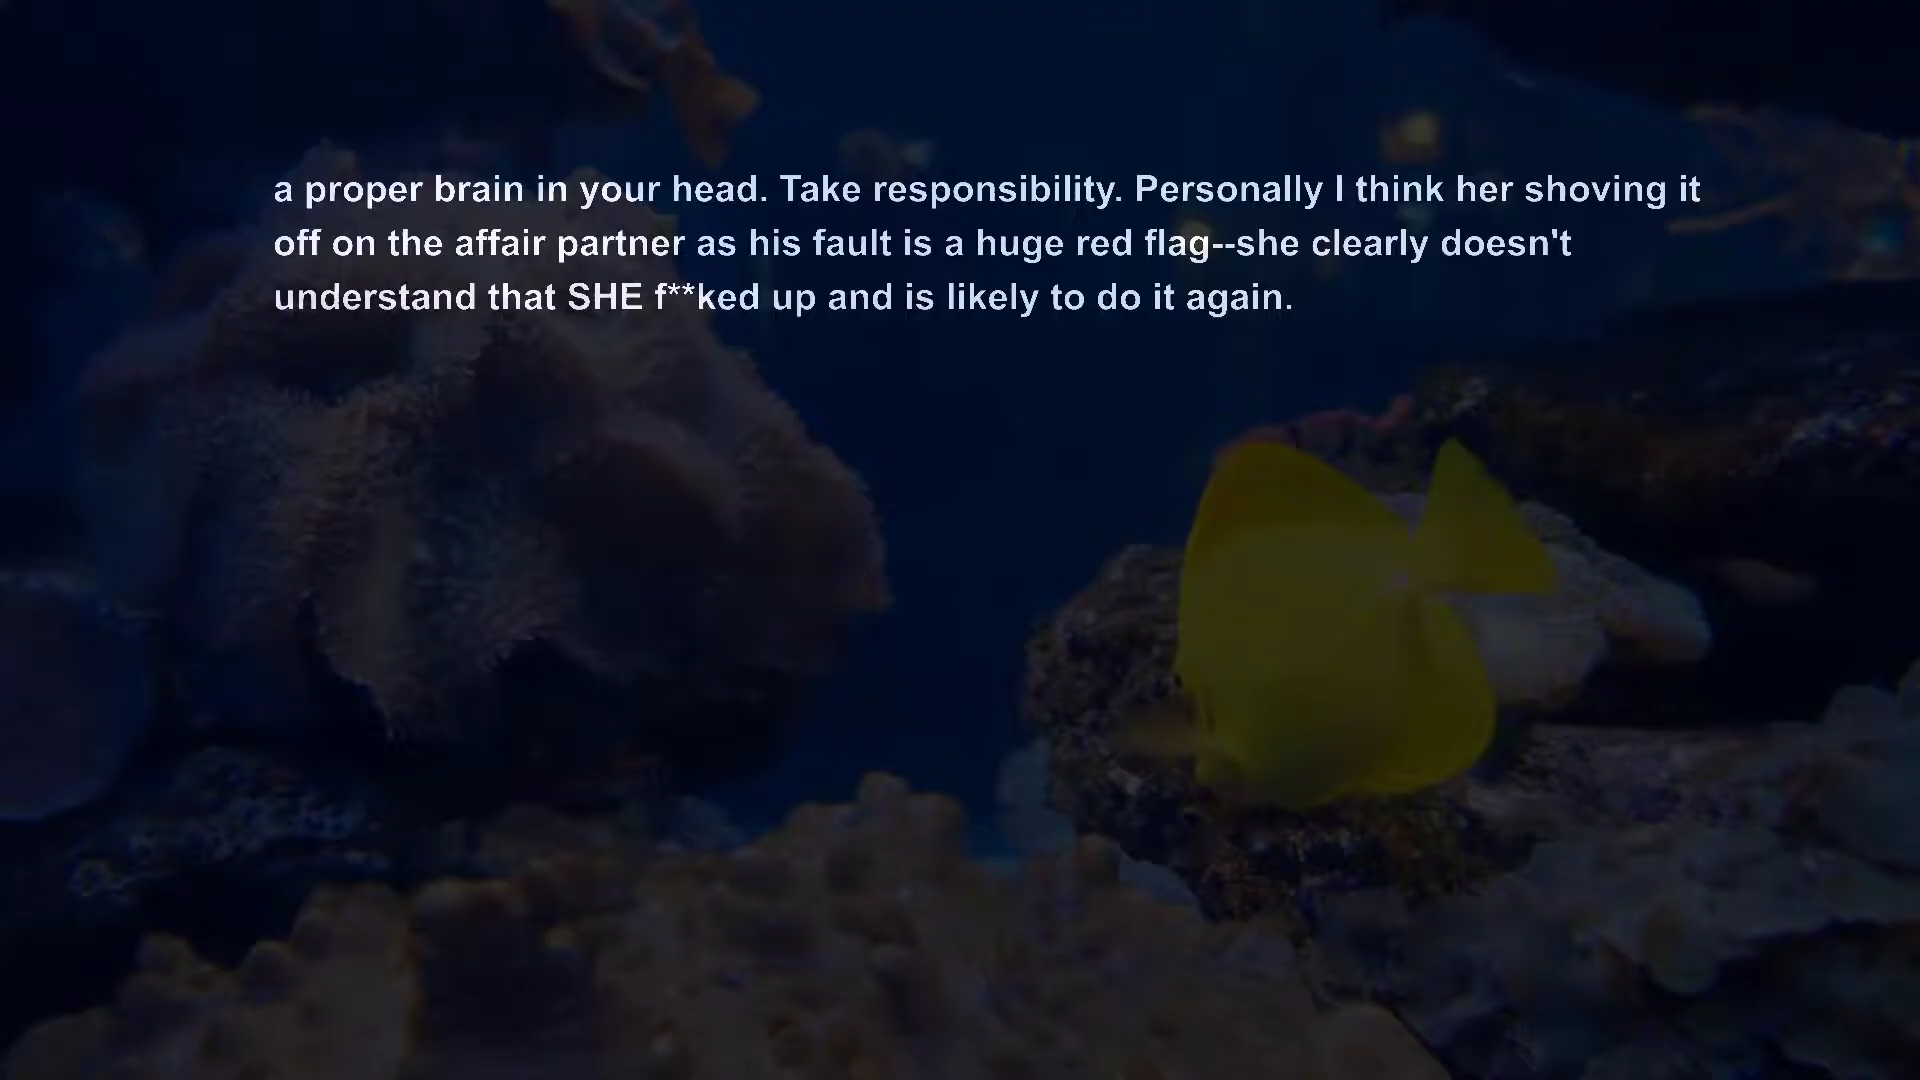 a proper brain in your head. Take responsibility. Personally I think her shoving it
off on the affair partner as his fault is a huge red flag--she clearly doesn't
understand that SHE f**ked up and is likely to do it again.